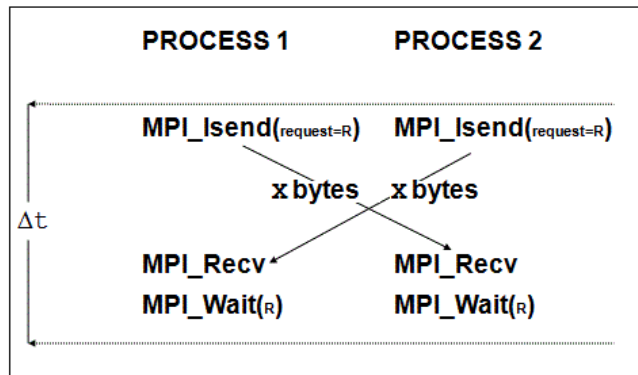 PROCESS 1 PROCESS 2
MPI_Isend(request=R) MPI_Isend(request=R)
x bytes x bytes
Δt
MPI_Recv MPI_Recv
MPI_Wait(R) MPI_Wait(R)